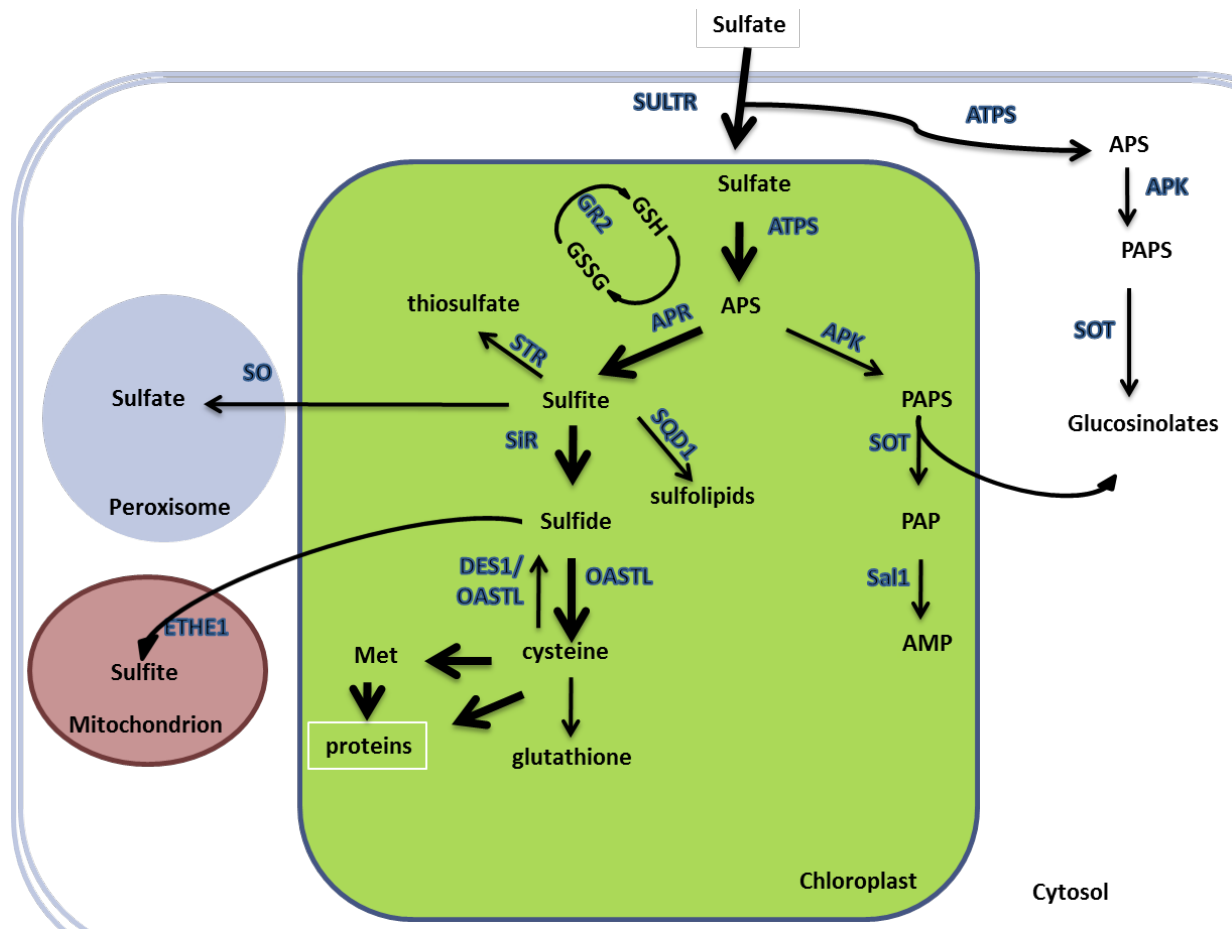 Sulfate
SULTR
ATPS
APS
APK
PAPS
SOT
Glucosinolates
Sulfate
ATPS
GR2
GSH
GSSG
APS
thiosulfate
STR
APR
APK
SO
Sulfate
Peroxisome
Sulfite
SiR
SQD1
sulfolipids
PAPS
SOT
PAP
Sal1
AMP
Sulfide
DES1/
OASTL
OASTL
ETHE1
Sulfite
Mitochondrion
Met
cysteine
proteins
glutathione
Chloroplast
Cytosol